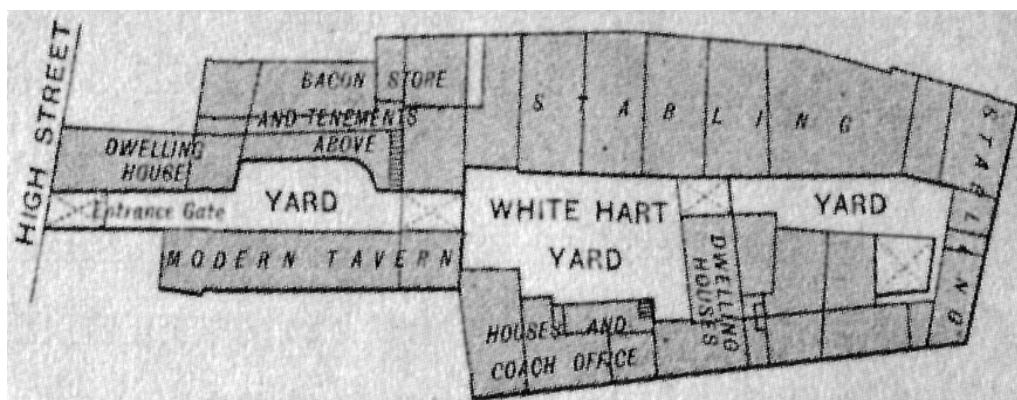 HIGH STREET
DWELLING
HOUSE
Entrance Gate
BACON STORE
AND TENEMENTS
ABOVE
YARD
MODERN TAVERN
STABLING
WHITE HART
YARD
HOUSES AND
COACH OFFICE
DWELLING
HOUSES
YARD
STABLING